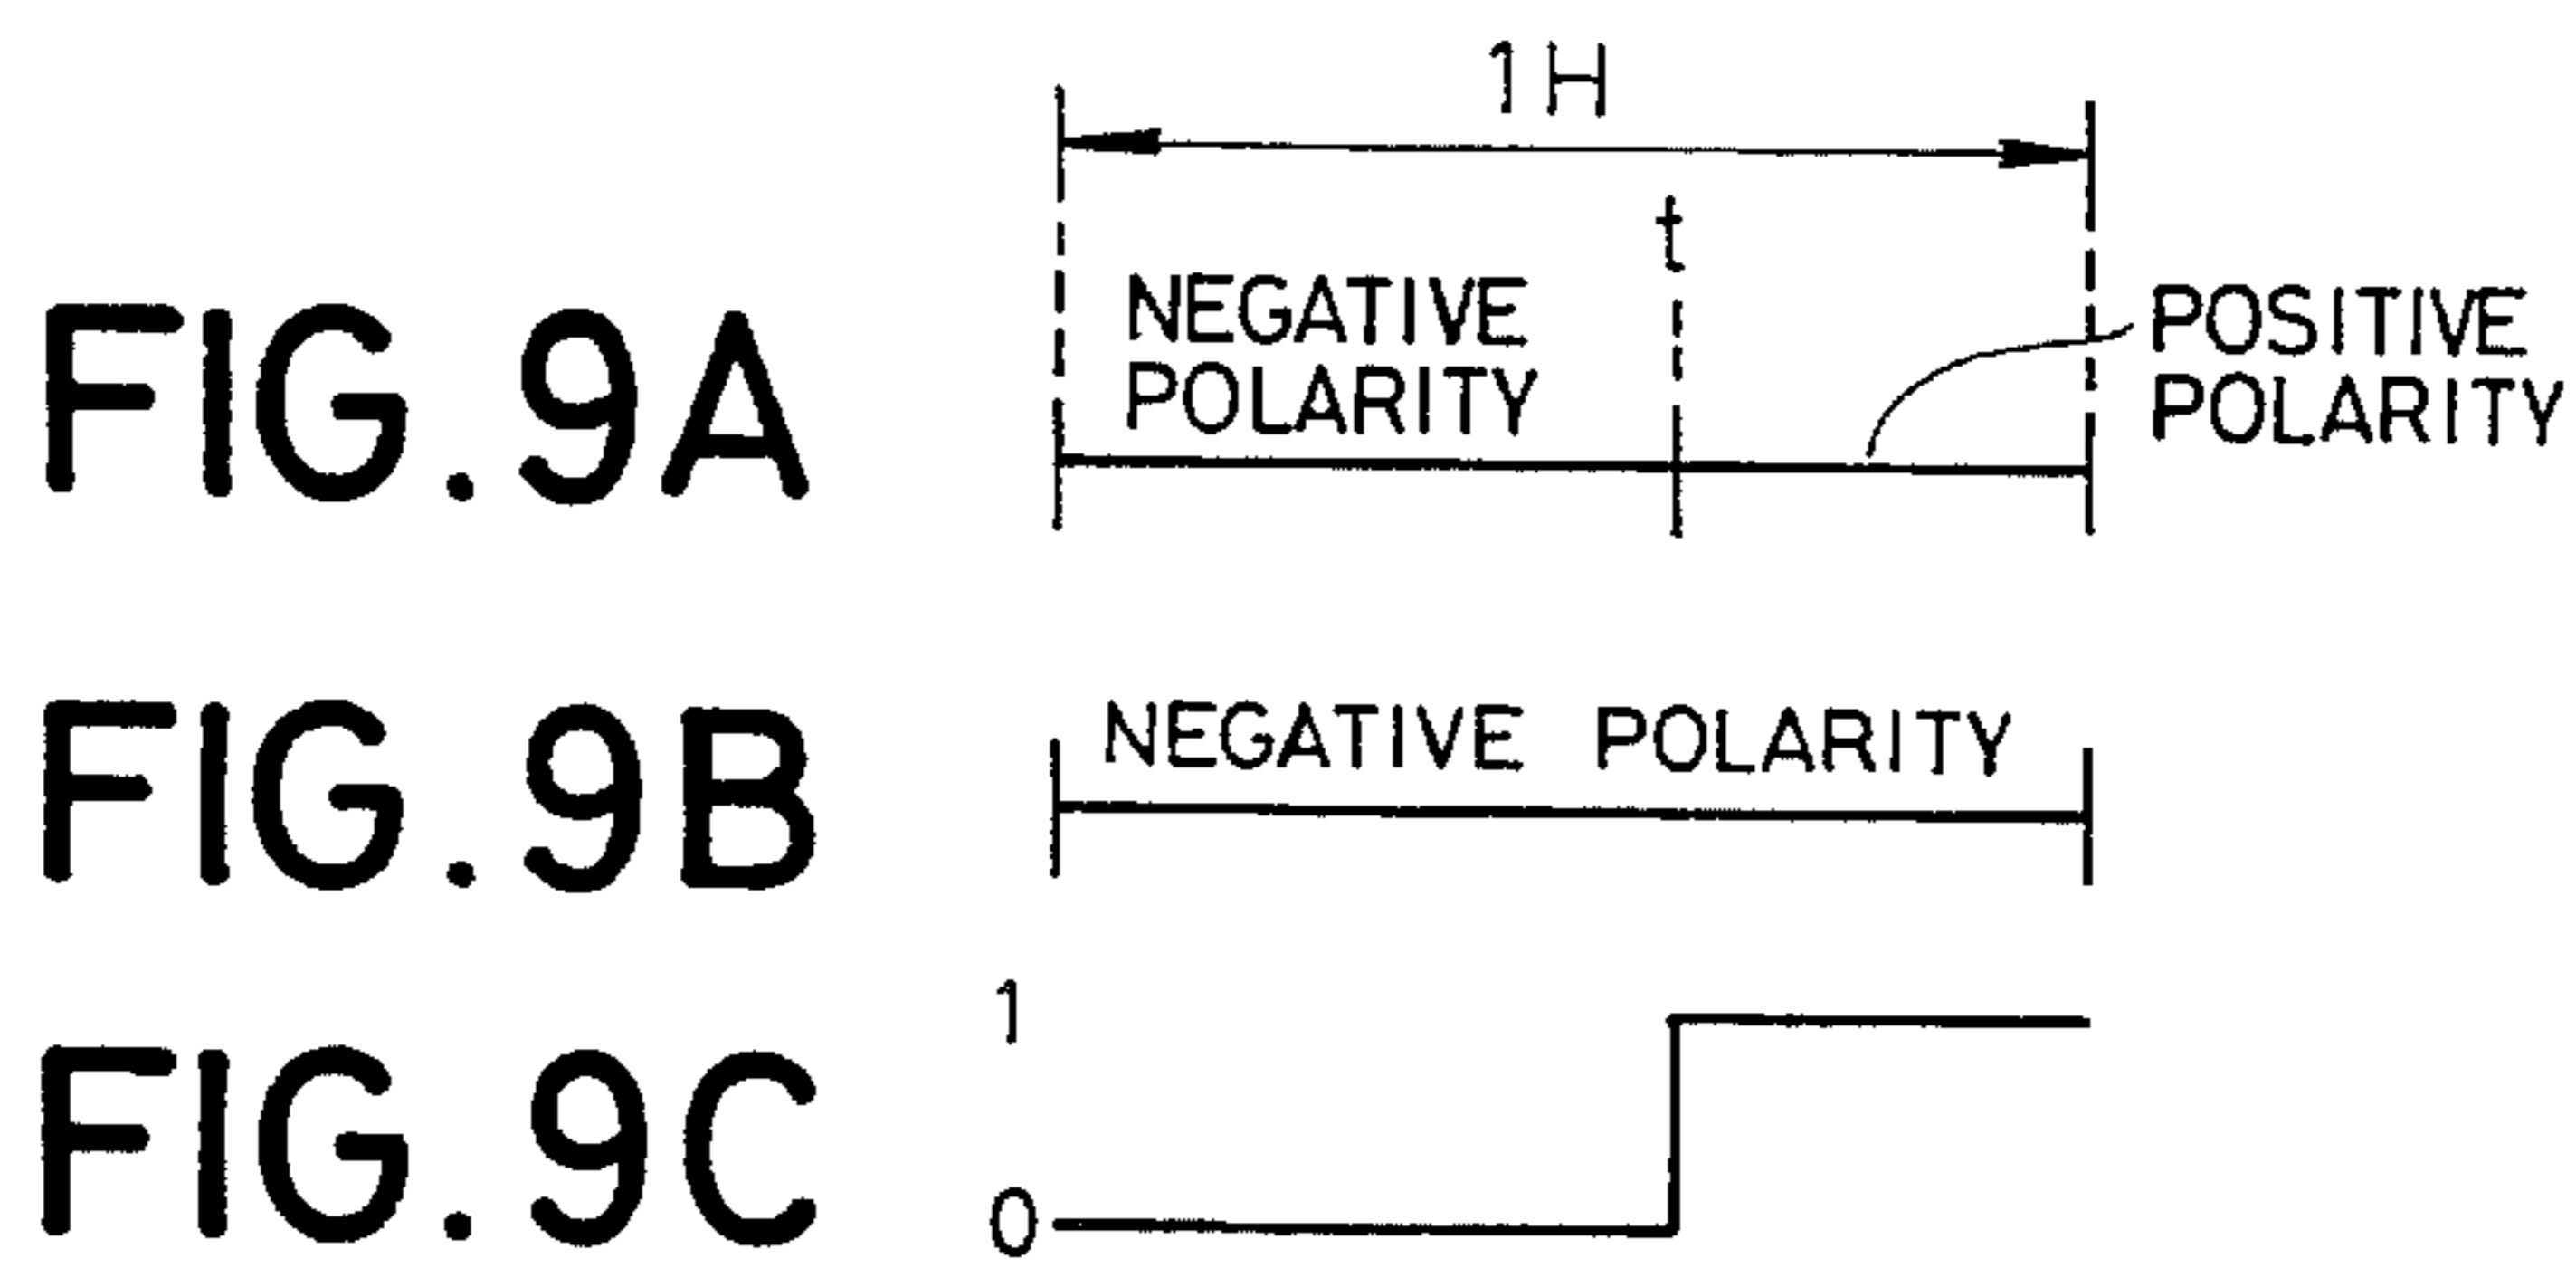 1H
t
FIG.9A
NEGATIVE
POLARITY
POSITIVE
POLARITY
FIG.9B
NEGATIVE POLARITY
1
FIG.9C
0